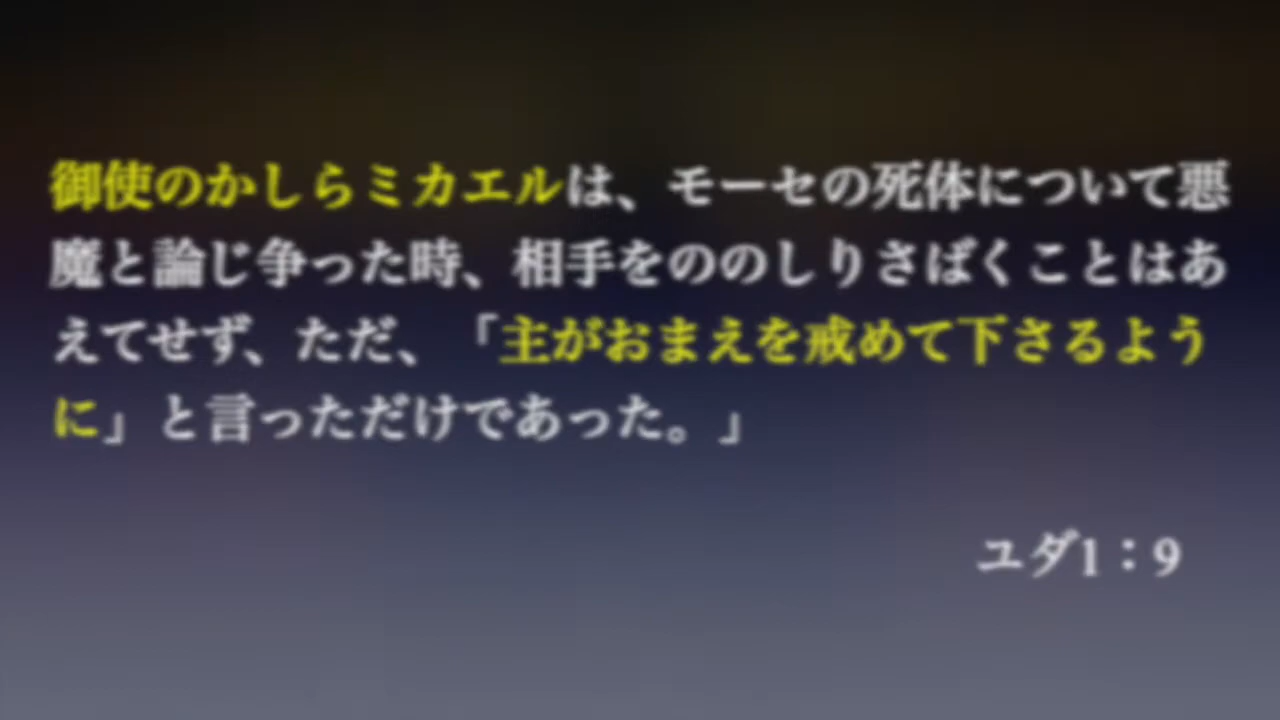 御使のかしらミカエルは、モーセの死体について悪
魔と論じ争った時、相手をののしりさばくことはあ
えてせず、ただ、「主がおまえを戒めて下さるよう
に」と言っただけであった。」
ユダ1：9